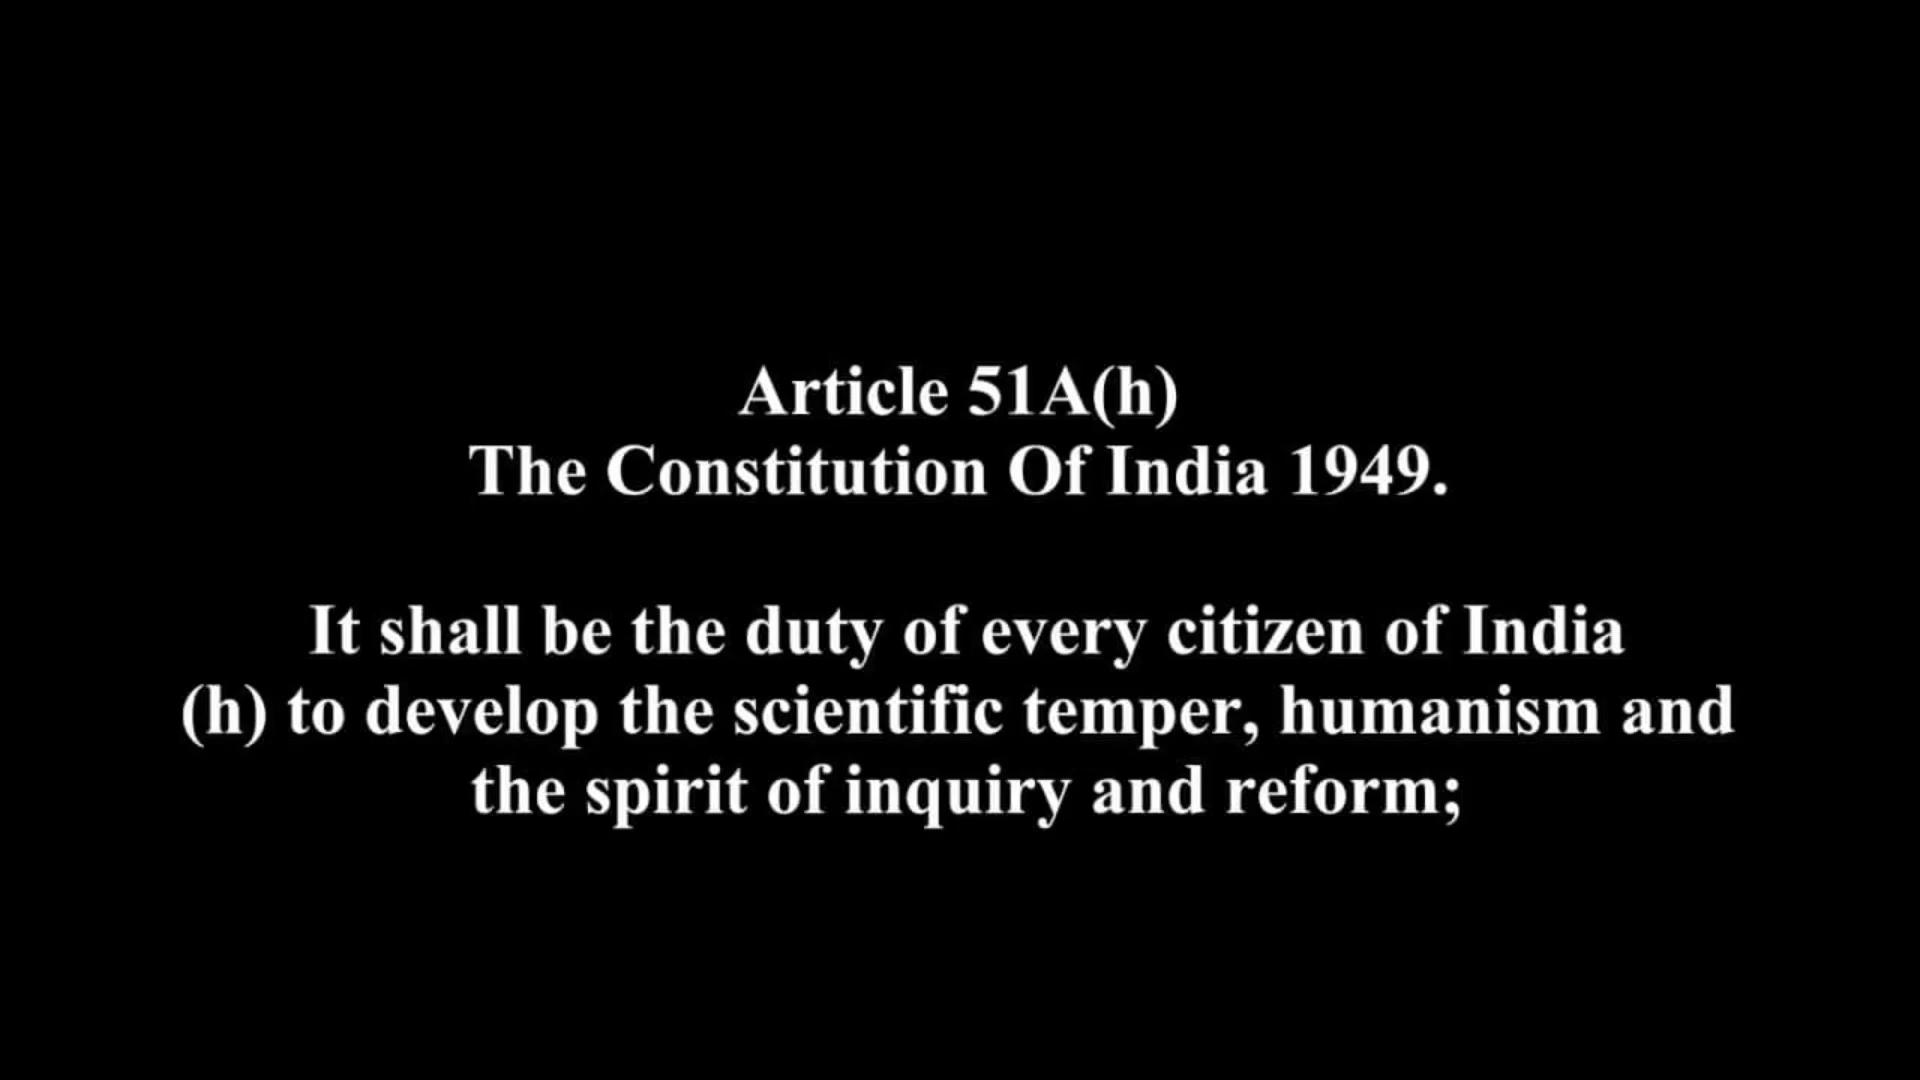 Article 51A(h)
The Constitution Of India 1949.
It shall be the duty of every citizen of India
(h) to develop the scientific temper, humanism and
the spirit of inquiry and reform;